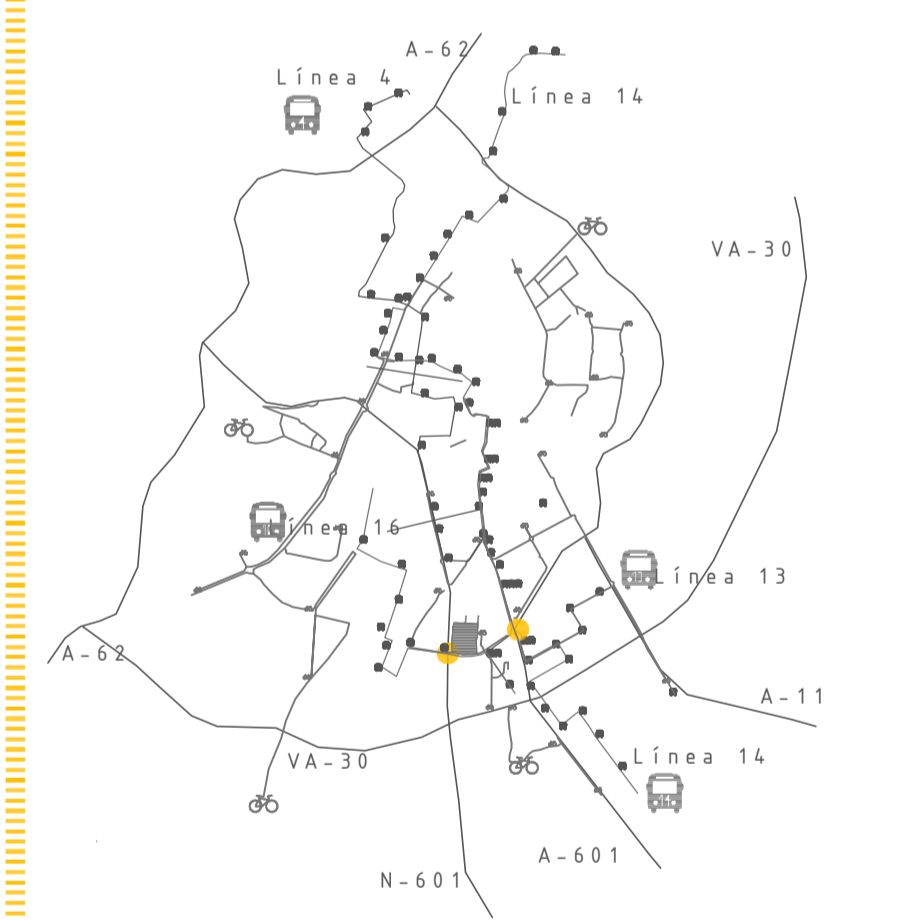 A-62
Línea 4
Línea 14
VA-30
Línea 16
Línea 13
A-62
A-11
Línea 14
VA-30
A-601
N-601